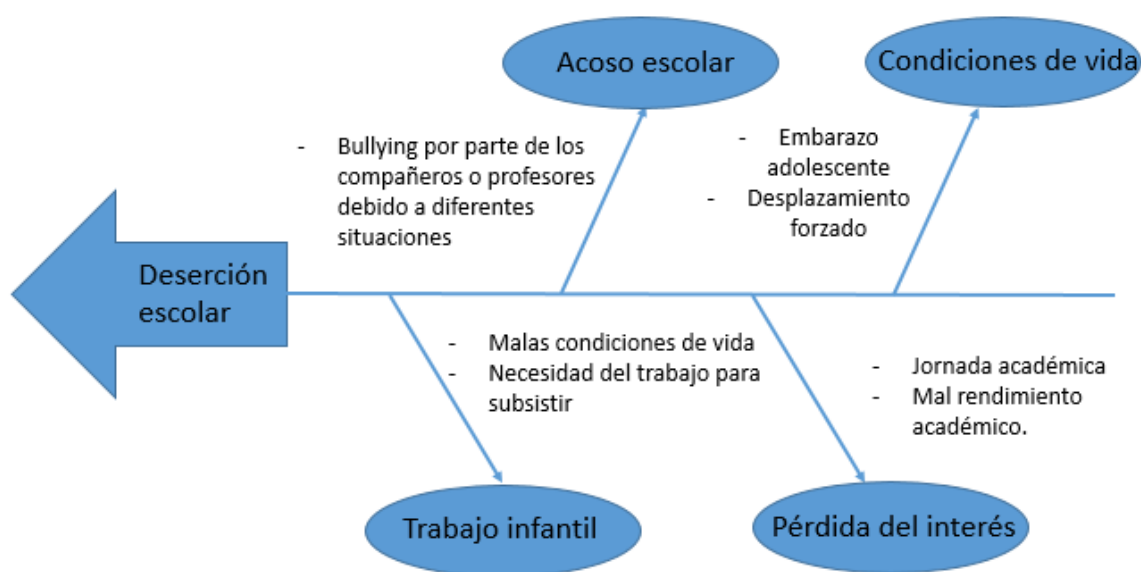 Acoso escolar
Condiciones de vida
- Bullying por parte de los
compañeros o profesores
debido a diferentes
situaciones
- Embarazo
adolescente
- Desplazamiento
forzado
Deserción
escolar
- Malas condiciones de vida
- Necesidad del trabajo para
subsistir
- Jornada académica
- Mal rendimiento
académico.
Trabajo infantil
Pérdida del interés